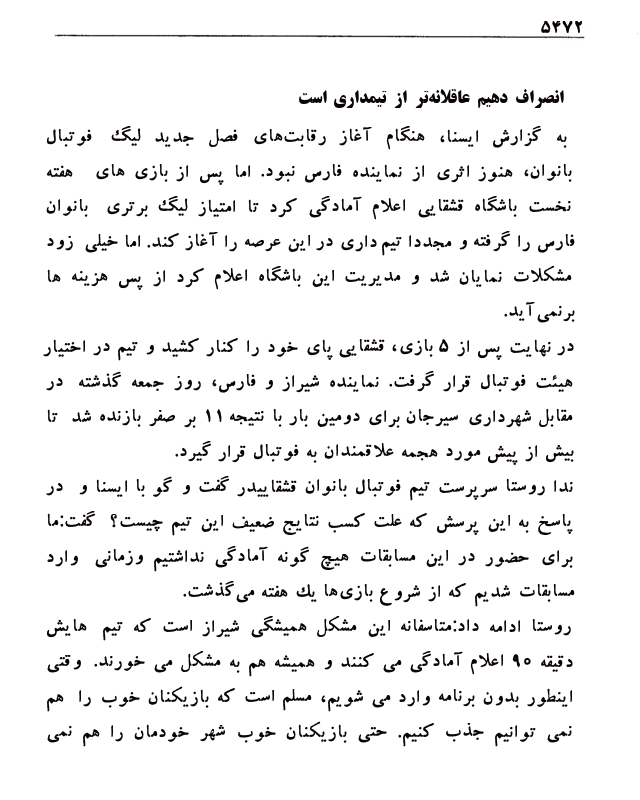 ۵۴۷۲
انصراف دهیم عاقلانه‌تر از تیمداری است
به گزارش ایسنا، هنگام آغاز رقابت‌های فصل جدید لیگ فوتبال
بانوان، هنوز اثری از نماینده فارس نبود. اما پس از بازی های هفته
نخست باشگاه قشقایی اعلام آمادگی کرد تا امتیاز لیگ برتری بانوان
فارس را گرفته و مجددا تیم داری در این عرصه را آغاز کند. اما خیلی زود
مشکلات نمایان شد و مدیریت این باشگاه اعلام کرد از پس هزینه ها
برنمی‌آید.
در نهایت پس از ۵ بازی، قشقایی پای خود را کنار کشید و تیم در اختیار
هیئت فوتبال قرار گرفت. نماینده شیراز و فارس، روز جمعه گذشته در
مقابل شهرداری سیرجان برای دومین بار با نتیجه ۱۱ بر صفر بازنده شد تا
بیش از پیش مورد هجمه علاقمندان به فوتبال قرار گیرد.
ندا روستا سرپرست تیم فوتبال بانوان قشقاییدر گفت و گو با ایسنا و در
پاسخ به این پرسش که علت کسب نتایج ضعیف این تیم چیست؟ گفت:ما
برای حضور در این مسابقات هیچ گونه آمادگی نداشتیم وزمانی وارد
مسابقات شدیم که از شروع بازی‌ها یك هفته می‌گذشت.
روستا ادامه داد:متاسفانه این مشکل همیشگی شیراز است که تیم هایش
دقیقه ۹۰ اعلام آمادگی می کنند و همیشه هم به مشکل می خورند. وقتی
اینطور بدون برنامه وارد می شویم، مسلم است که بازیکنان خوب را هم
نمی توانیم جذب کنیم. حتی بازیکنان خوب شهر خودمان را هم نمی